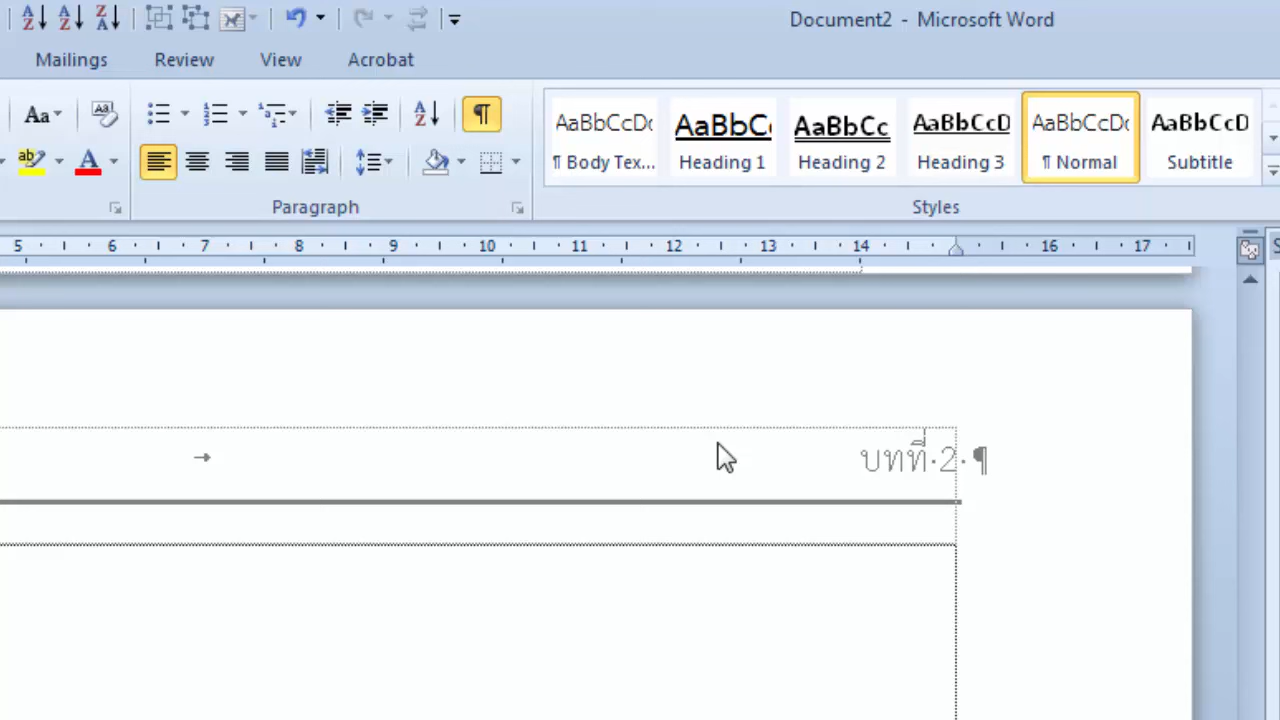 Document2 - Microsoft Word
Mailings Review View Acrobat
Aa AaBbCcDc AaBbCc AaBbCc AaBbCcD AaBbCcDc AaBbCcD
¶ Body Tex... Heading 1 Heading 2 Heading 3 ¶ Normal Subtitle
Paragraph Styles
5 6 7 8 9 10 11 12 13 14 16 17
บทที่·2·¶